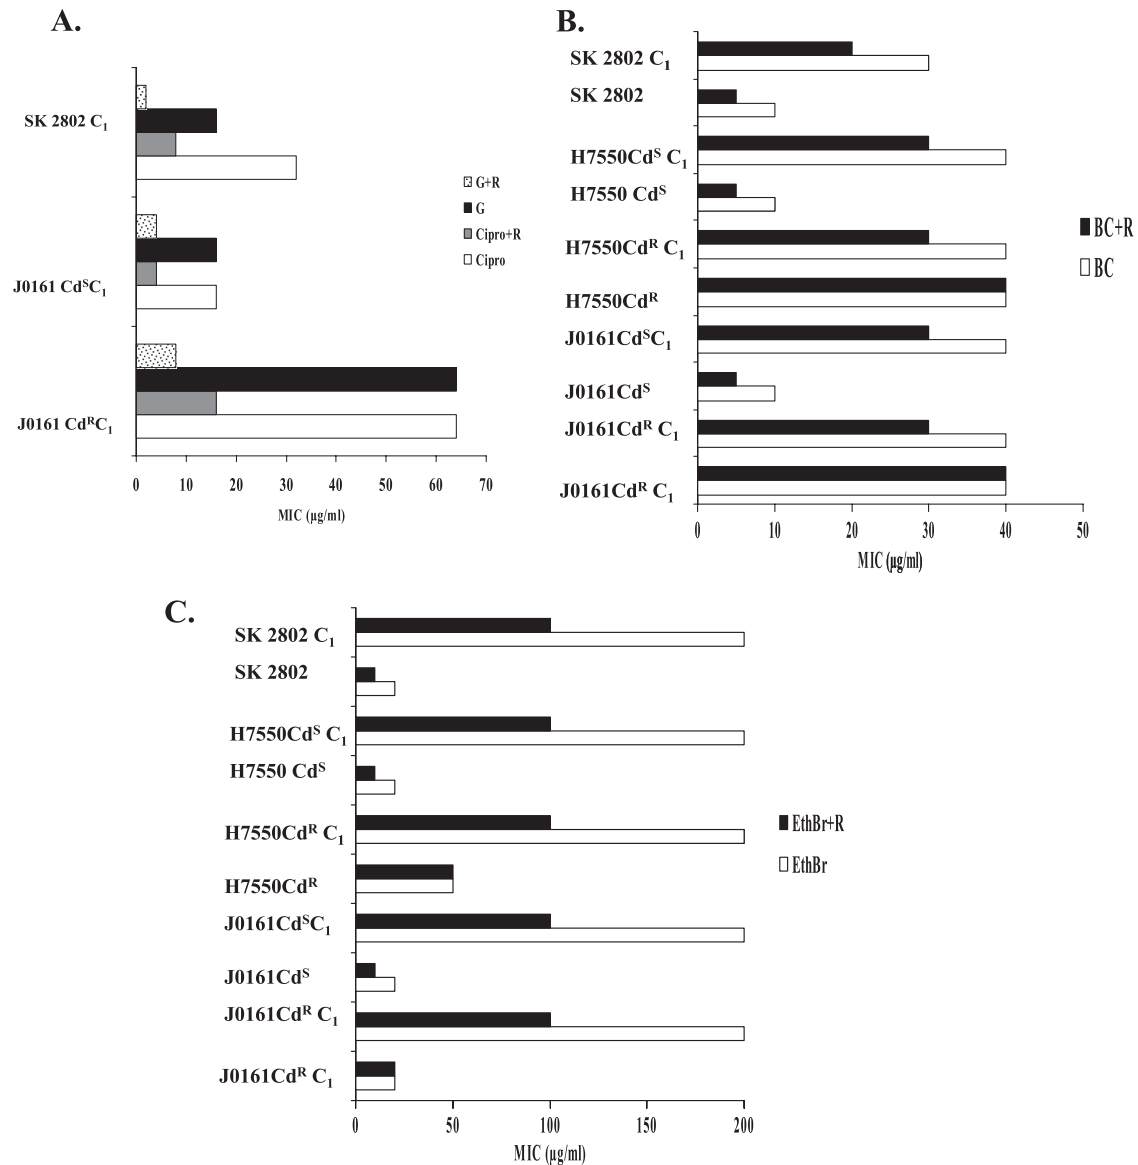 A.
SK 2802 C₁
J0161 CdˢC₁
J0161 CdᴿC₁
G+R
G
Cipro+R
Cipro
0 10 20 30 40 50 60 70
MIC (µg/ml)
B.
SK 2802 C₁
SK 2802
H7550Cdˢ C₁
H7550 Cdˢ
H7550Cdᴿ C₁
H7550Cdᴿ
J0161CdˢC₁
J0161Cdˢ
J0161Cdᴿ C₁
J0161Cdᴿ C₁
BC+R
BC
0 10 20 30 40 50
MIC (µg/ml)
C.
SK 2802 C₁
SK 2802
H7550Cdˢ C₁
H7550 Cdˢ
H7550Cdᴿ C₁
H7550Cdᴿ
J0161CdˢC₁
J0161Cdˢ
J0161Cdᴿ C₁
J0161Cdᴿ C₁
EthBr+R
EthBr
0 50 100 150 200
MIC (µg/ml)